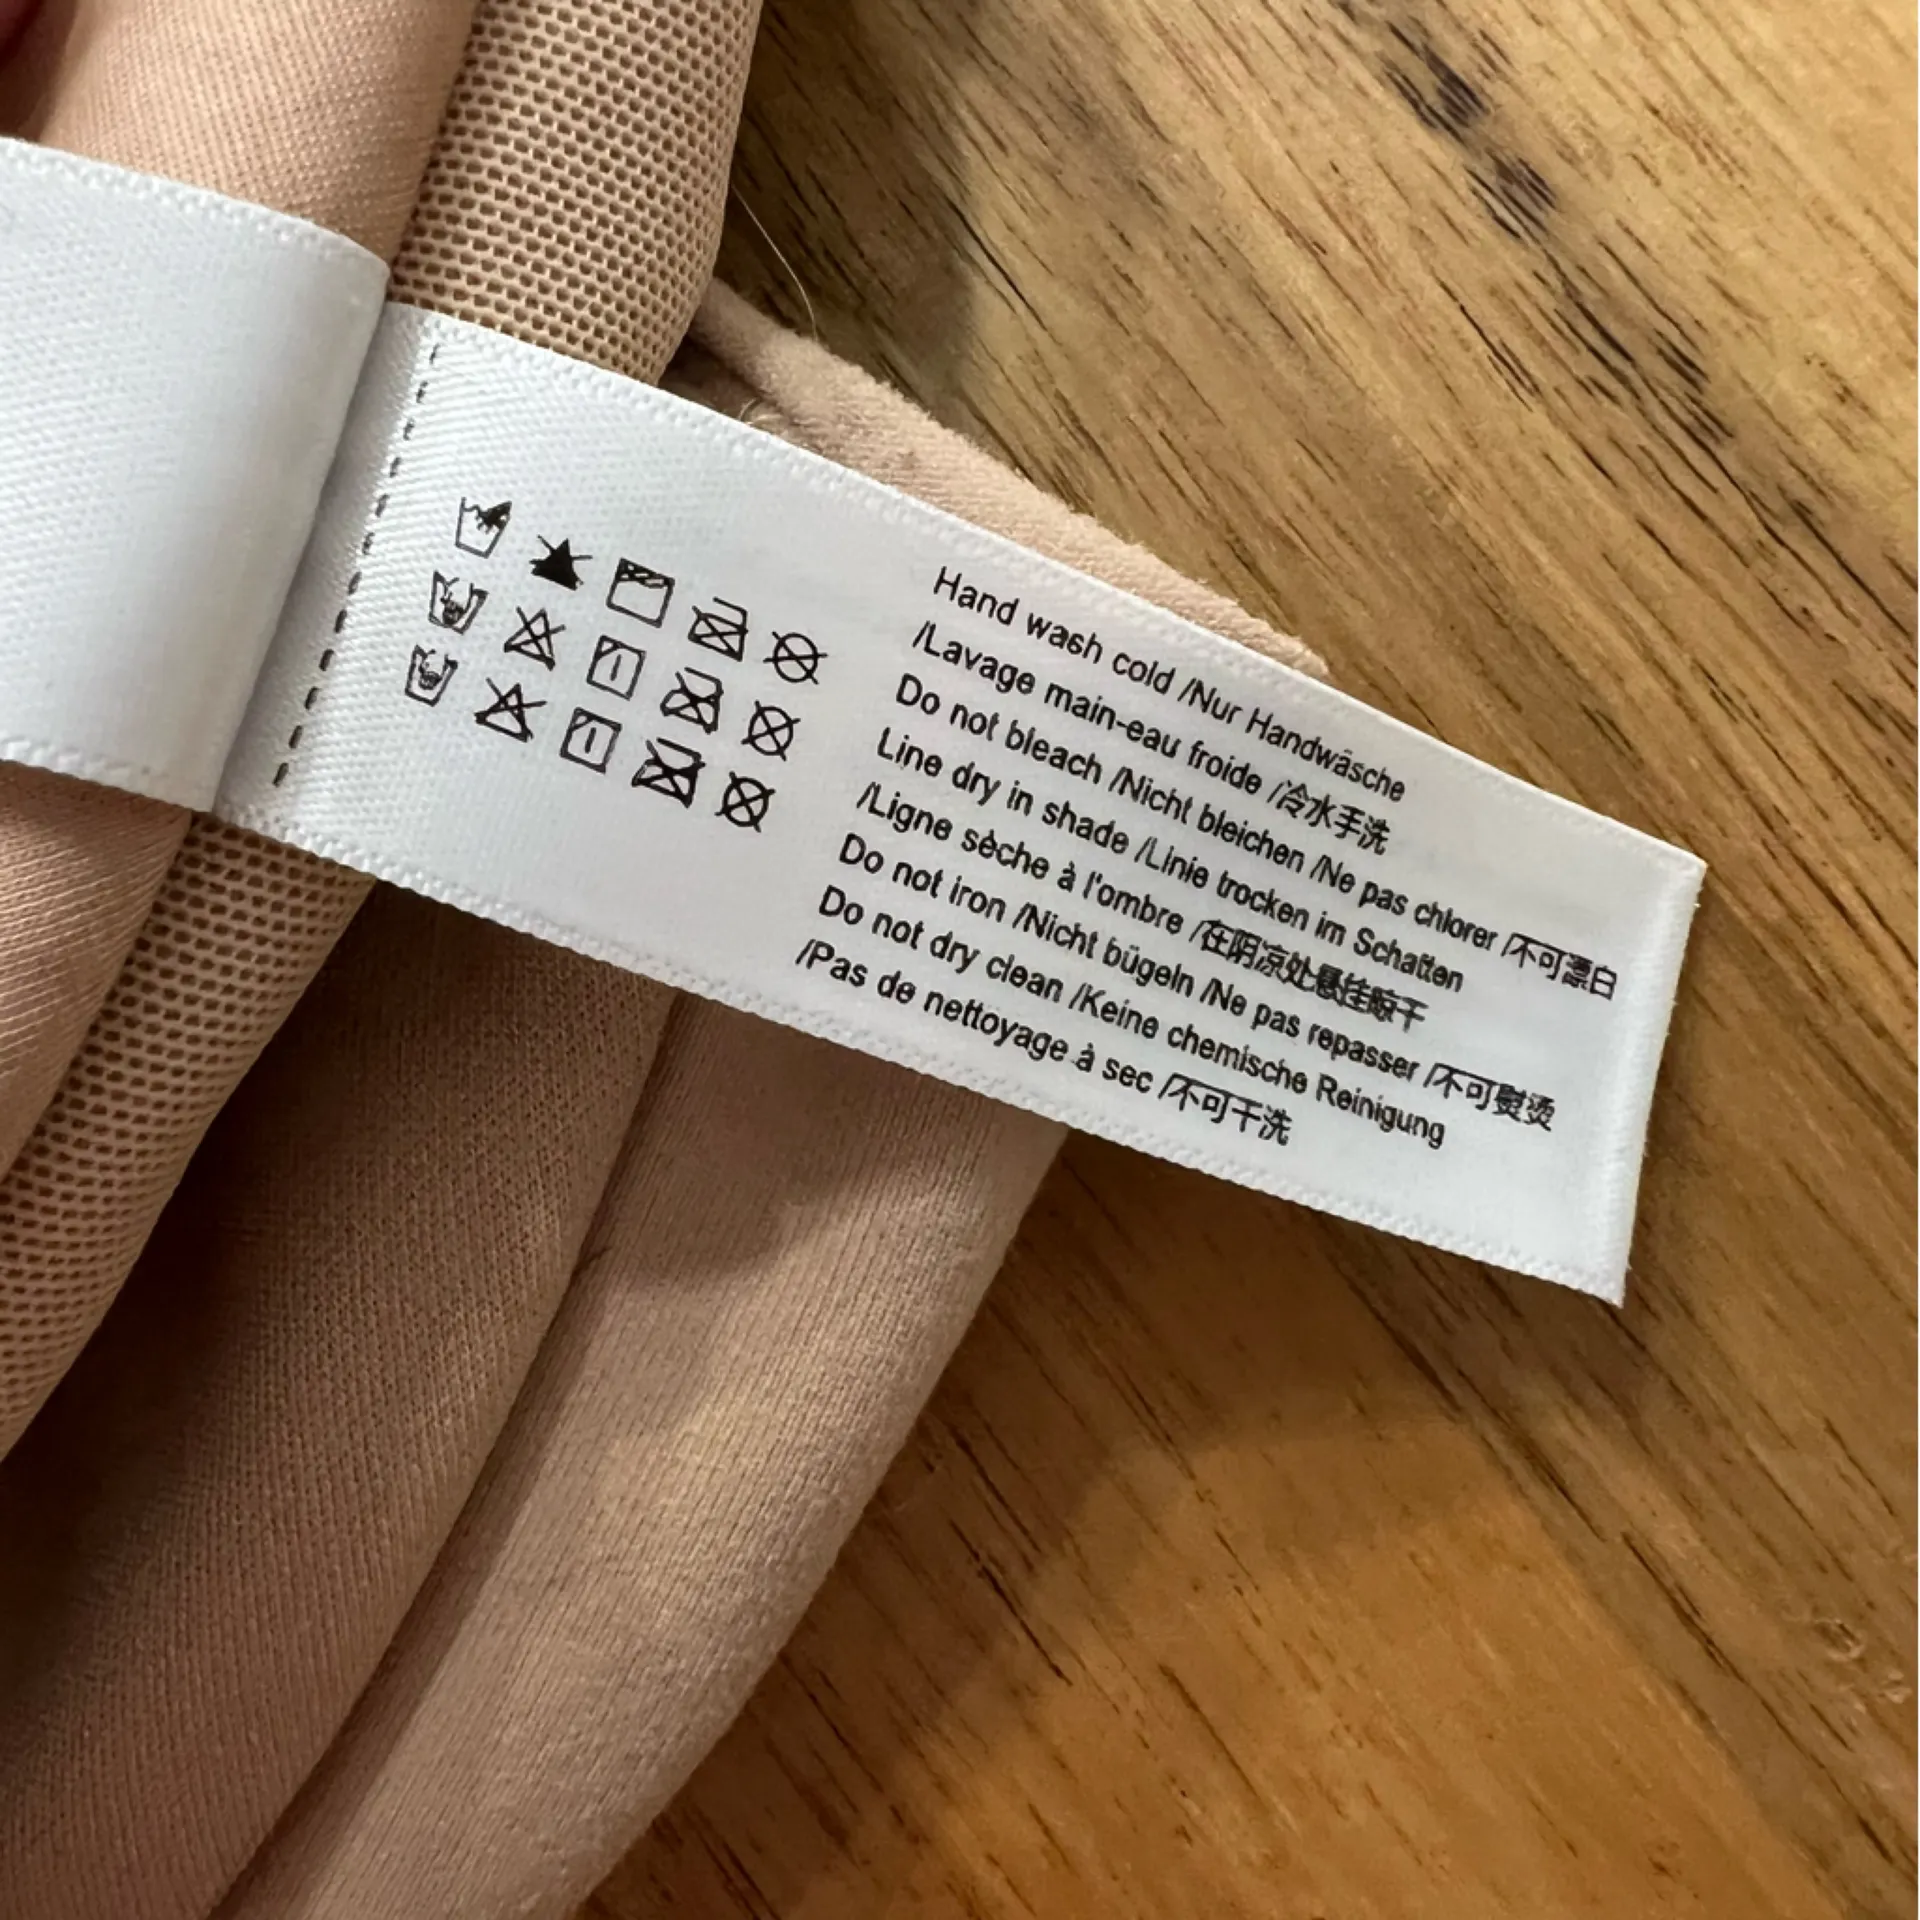 Hand wash cold /Nur Handwäsche
/Lavage main-eau froide /冷水手洗
Do not bleach /Nicht bleichen /Ne pas chlorer /不可漂白
Line dry in shade /Linie trocken im Schatten
/Ligne sèche à l'ombre /在阴凉处悬挂晾干
Do not iron /Nicht bügeln /Ne pas repasser /不可熨烫
Do not dry clean /Keine chemische Reinigung
/Pas de nettoyage à sec /不可干洗